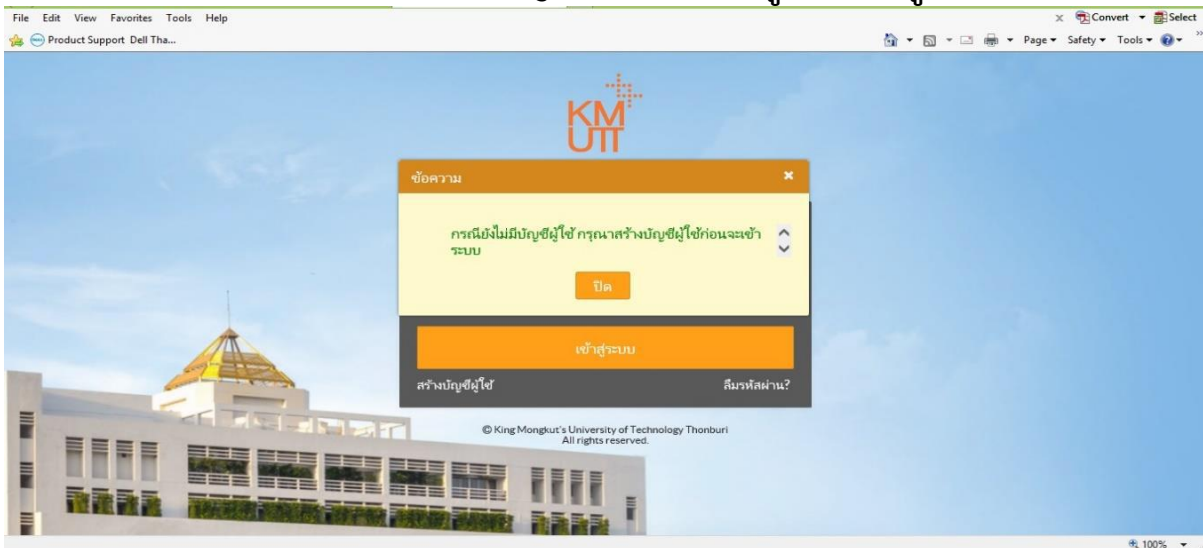 File Edit View Favorites Tools Help
x Convert Select
Product Support Dell Tha...
Page Safety Tools
KM
UTT
ข้อความ
กรณียังไม่มีบัญชีผู้ใช้ กรุณาสร้างบัญชีผู้ใช้ก่อนจะเข้า
ระบบ
ปิด
เข้าสู่ระบบ
สร้างบัญชีผู้ใช้ ลืมรหัสผ่าน?
© King Mongkut's University of Technology Thonburi
All rights reserved.
100%